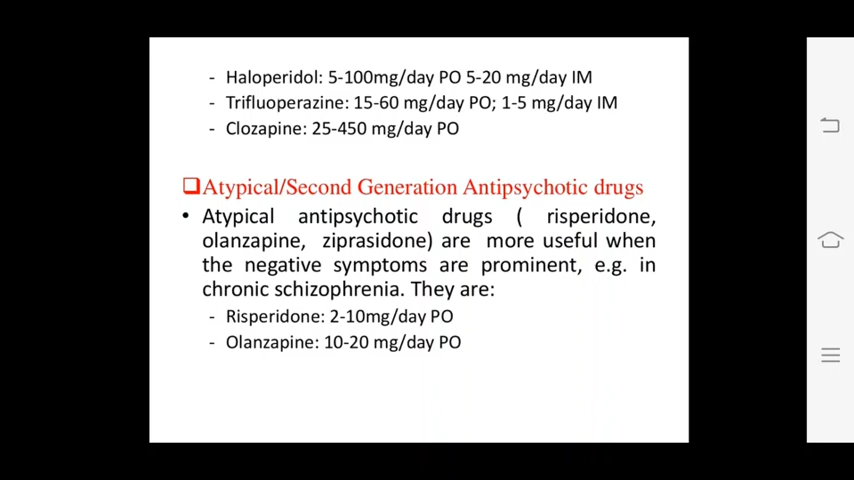 - Haloperidol: 5-100mg/day PO 5-20 mg/day IM
- Trifluoperazine: 15-60 mg/day PO; 1-5 mg/day IM
- Clozapine: 25-450 mg/day PO
❑Atypical/Second Generation Antipsychotic drugs
• Atypical antipsychotic drugs ( risperidone,
olanzapine, ziprasidone) are more useful when
the negative symptoms are prominent, e.g. in
chronic schizophrenia. They are:
- Risperidone: 2-10mg/day PO
- Olanzapine: 10-20 mg/day PO